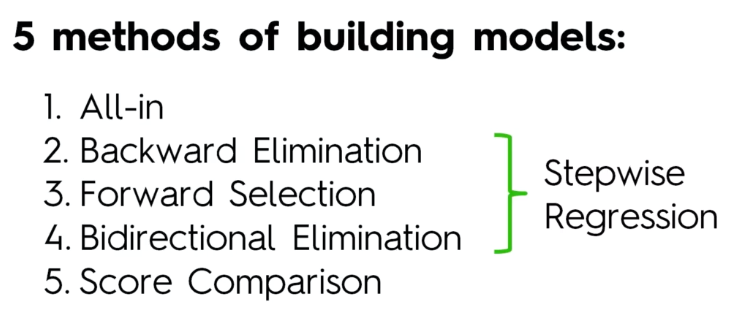 5 methods of building models:
1. All-in
2. Backward Elimination
3. Forward Selection
4. Bidirectional Elimination
5. Score Comparison
Stepwise
Regression